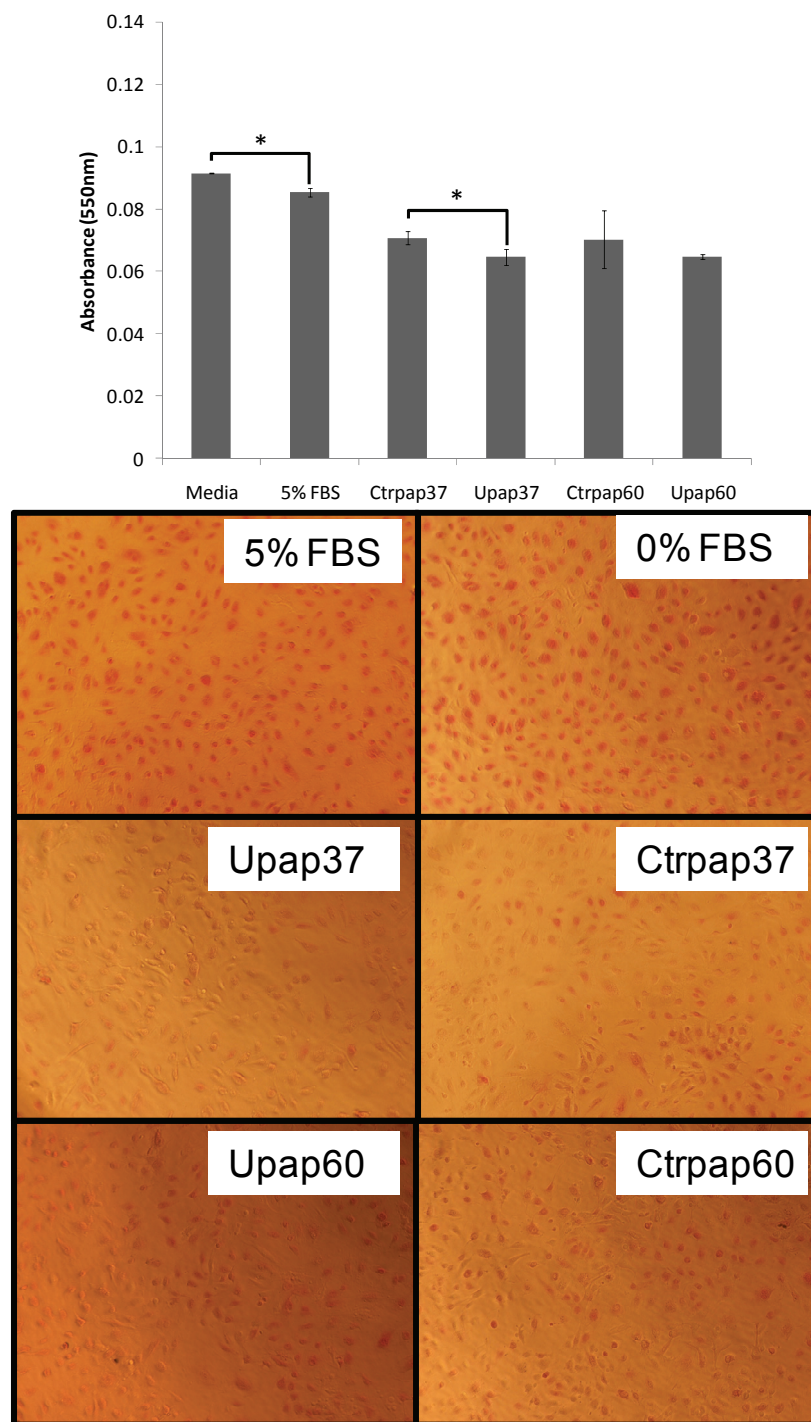 0.14
0.12
0.1
0.08
0.06
0.04
0.02
0
Absorbance (550nm)
*
*
Media 5% FBS Ctrpap37 Upap37 Ctrpap60 Upap60
5% FBS 0% FBS
Upap37 Ctrpap37
Upap60 Ctrpap60